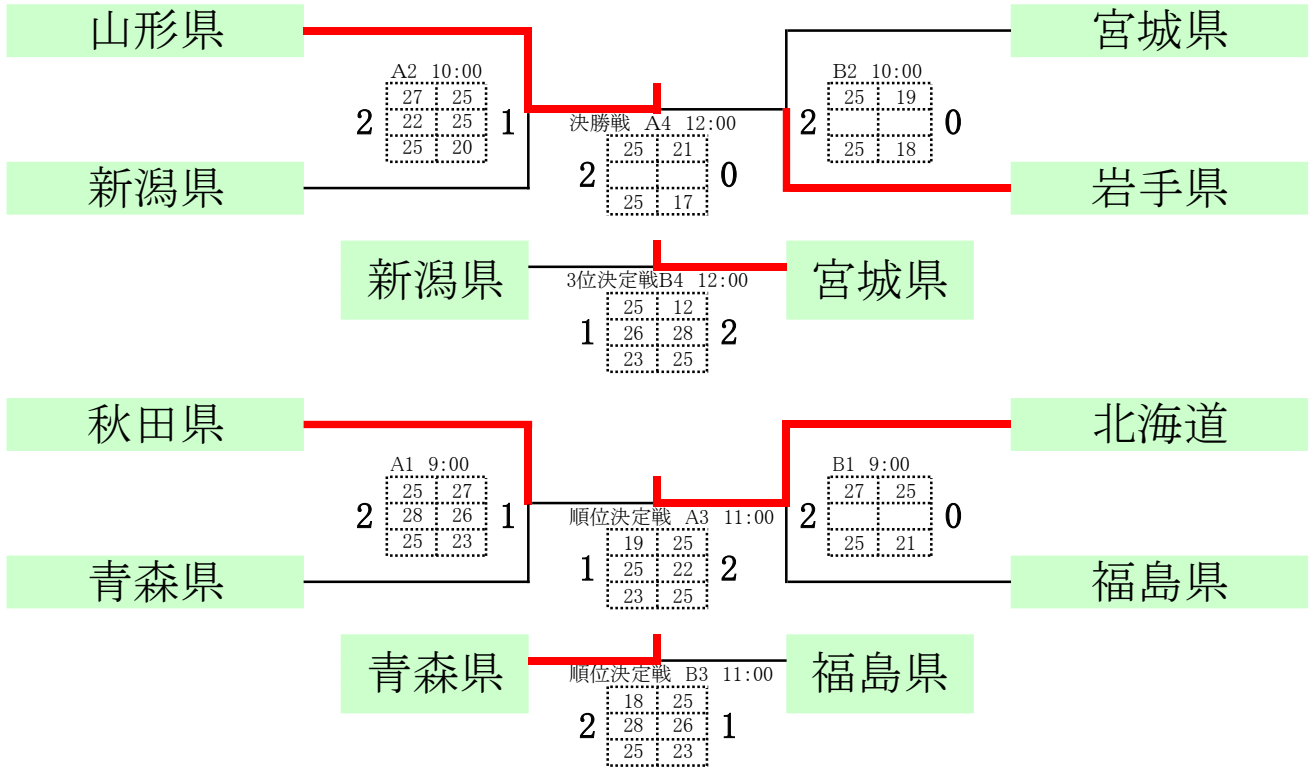 山形県
宮城県
A2 10:00
B2 10:00
27 25
2 22 25 1
25 20
決勝戦 A4 12:00
25 21
2 0
25 17
25 19
2 0
25 18
新潟県
岩手県
新潟県
宮城県
3位決定戦B4 12:00
25 12
1 26 28 2
23 25
秋田県
北海道
A1 9:00
B1 9:00
25 27
2 28 26 1
25 23
順位決定戦 A3 11:00
19 25
1 25 22 2
23 25
27 25
2 0
25 21
青森県
福島県
青森県
福島県
順位決定戦 B3 11:00
18 25
2 28 26 1
25 23